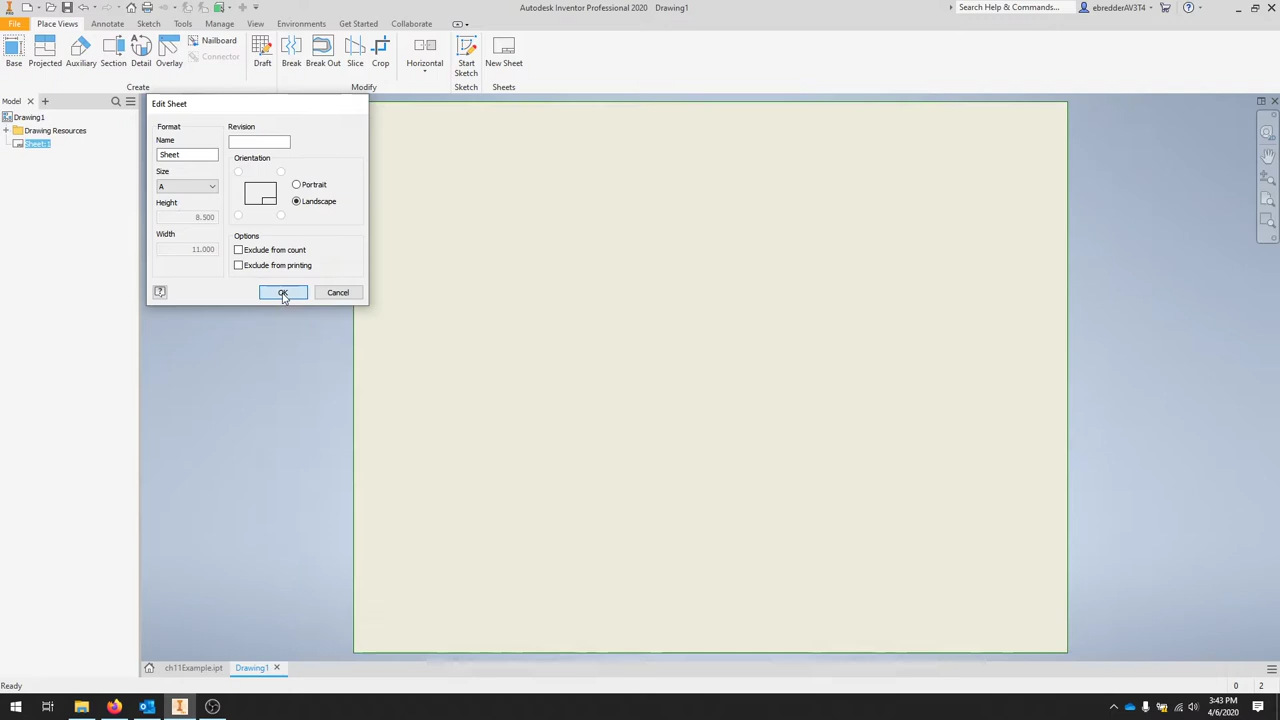 Autodesk Inventor Professional 2020 Drawing1
Search Help & Commands...
ebredderAV3T4
File Place Views Annotate Sketch Tools Manage View Environments Get Started Collaborate
Base Projected Auxiliary Section Detail Overlay
Nailboard
Connector
Draft
Break Break Out Slice Crop
Horizontal
Start
Sketch
New Sheet
Create Modify Sketch Sheets
Model
Drawing1
Drawing Resources
Sheet:1
Edit Sheet
Format
Name
Sheet
Size
A
Height
8.500
Width
11.000
Revision
Orientation
Portrait
Landscape
Options
Exclude from count
Exclude from printing
OK
Cancel
ch11Example.ipt
Drawing1
Ready
0 2
3:43 PM
4/6/2020